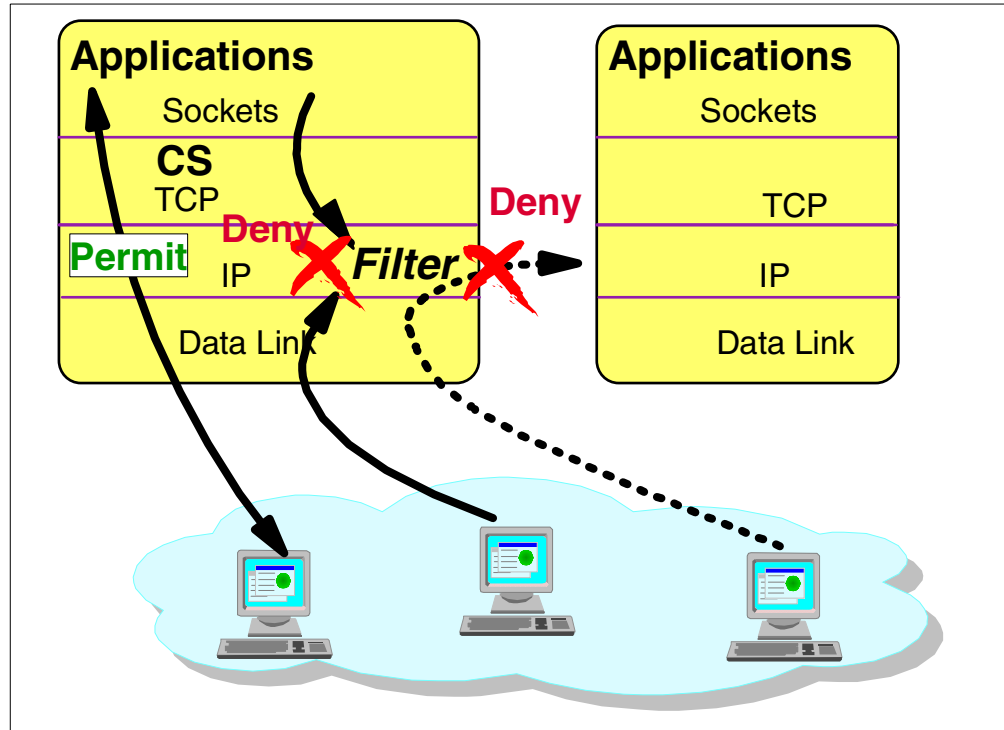 Applications
Sockets
CS
TCP
Deny
Permit
IP
Filter
Data Link
Deny
Applications
Sockets
TCP
IP
Data Link